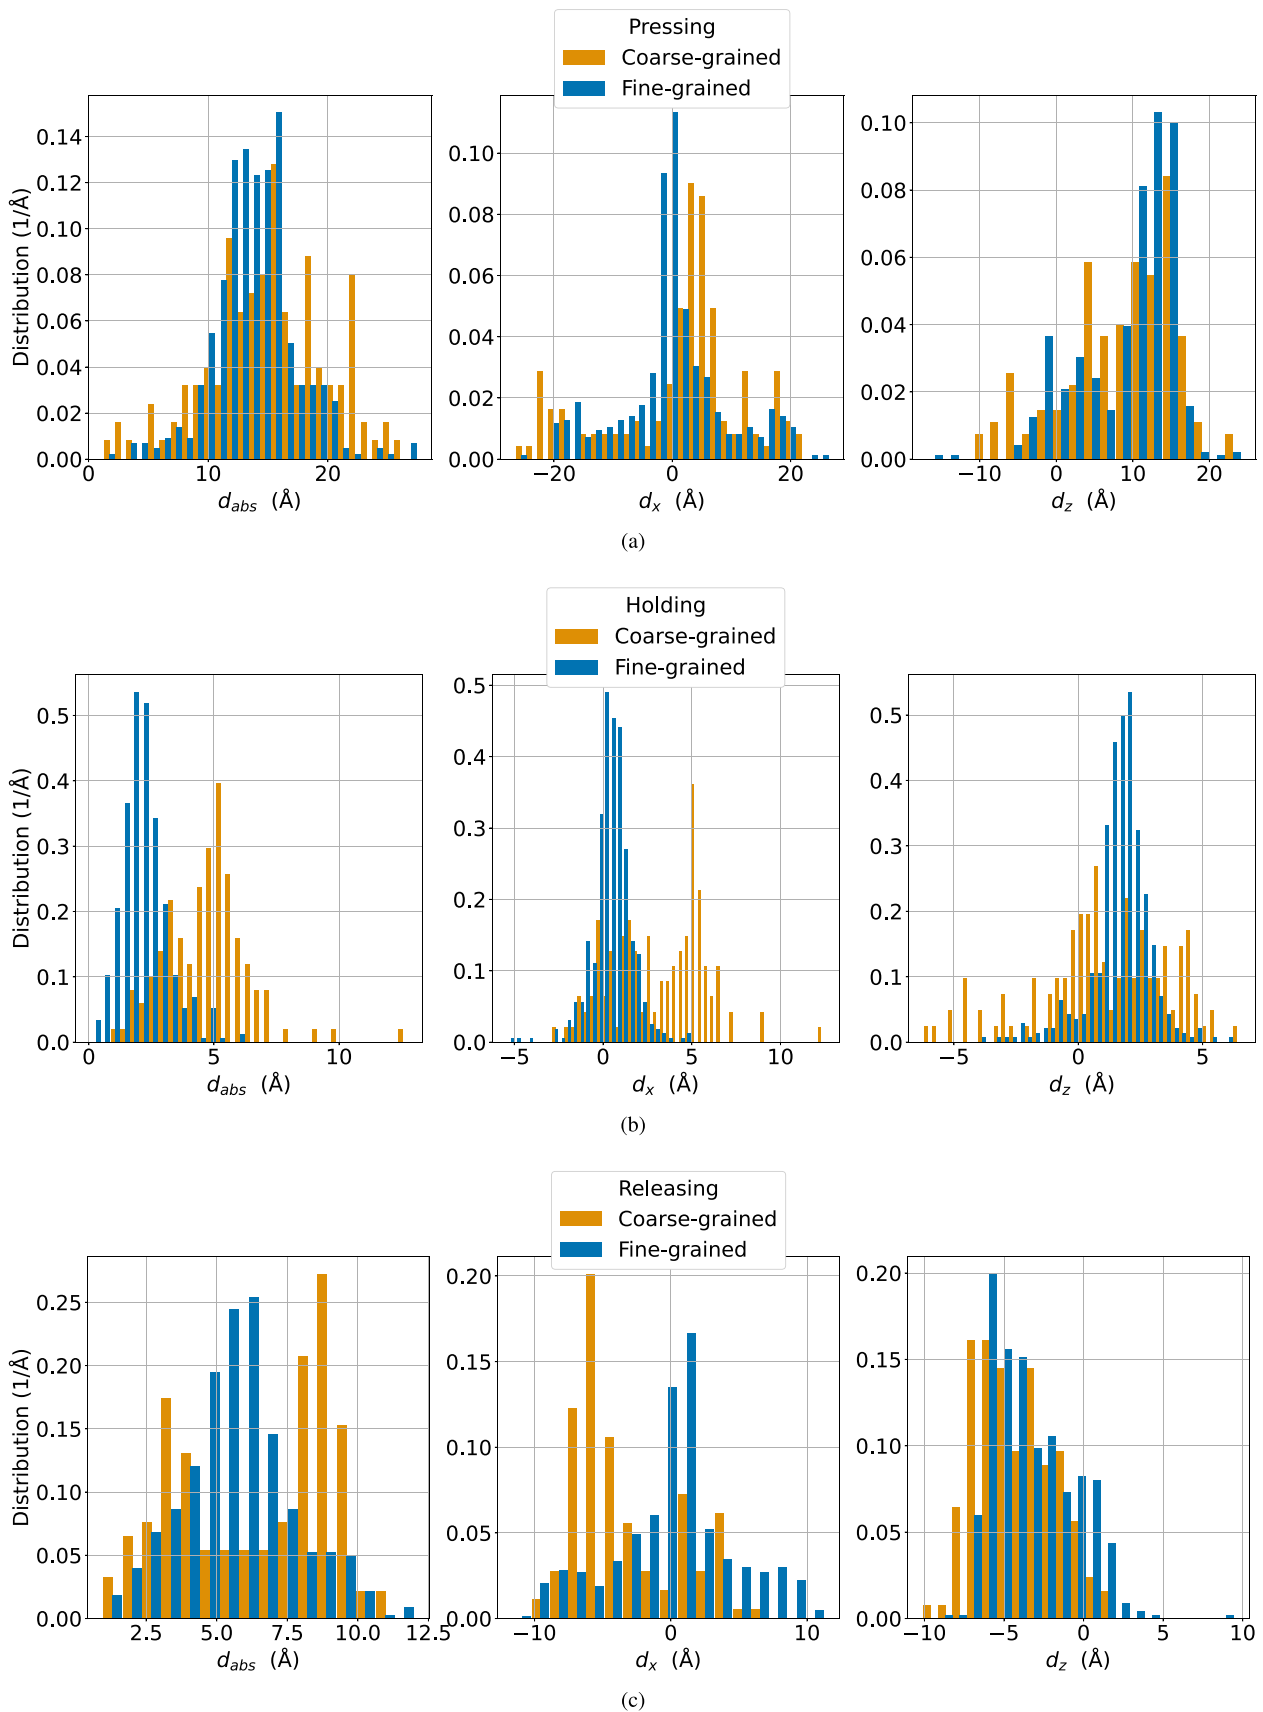 Pressing
Coarse-grained
Fine-grained
Distribution (1/Å)
0.14
0.12
0.10
0.08
0.06
0.04
0.02
0.00
0 10 20
d_abs (Å)
0.10
0.08
0.06
0.04
0.02
0.00
−20 0 20
d_x (Å)
0.10
0.08
0.06
0.04
0.02
0.00
−10 0 10 20
d_z (Å)
(a)
Holding
Coarse-grained
Fine-grained
Distribution (1/Å)
0.5
0.4
0.3
0.2
0.1
0.0
0 5 10
d_abs (Å)
0.5
0.4
0.3
0.2
0.1
0.0
−5 0 5 10
d_x (Å)
0.5
0.4
0.3
0.2
0.1
0.0
−5 0 5
d_z (Å)
(b)
Releasing
Coarse-grained
Fine-grained
Distribution (1/Å)
0.25
0.20
0.15
0.10
0.05
0.00
2.5 5.0 7.5 10.0 12.5
d_abs (Å)
0.20
0.15
0.10
0.05
0.00
−10 0 10
d_x (Å)
0.20
0.15
0.10
0.05
0.00
−10 −5 0 5 10
d_z (Å)
(c)